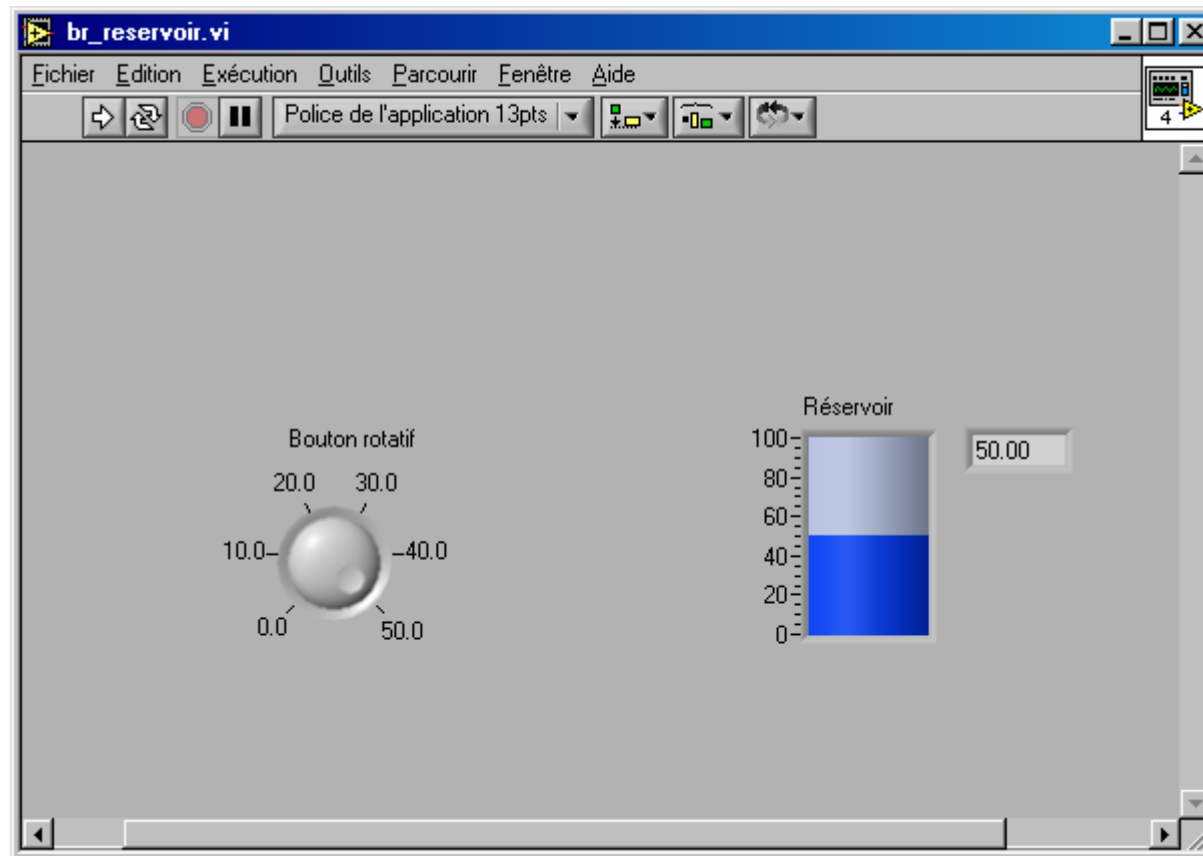 br_reservoir.vi
Fichier Edition Exécution Outils Parcourir Fenêtre Aide
Police de l'application 13pts
4
Bouton rotatif
20.0 30.0
10.0 40.0
0.0 50.0
Réservoir
100
80
60
40
20
0
50.00